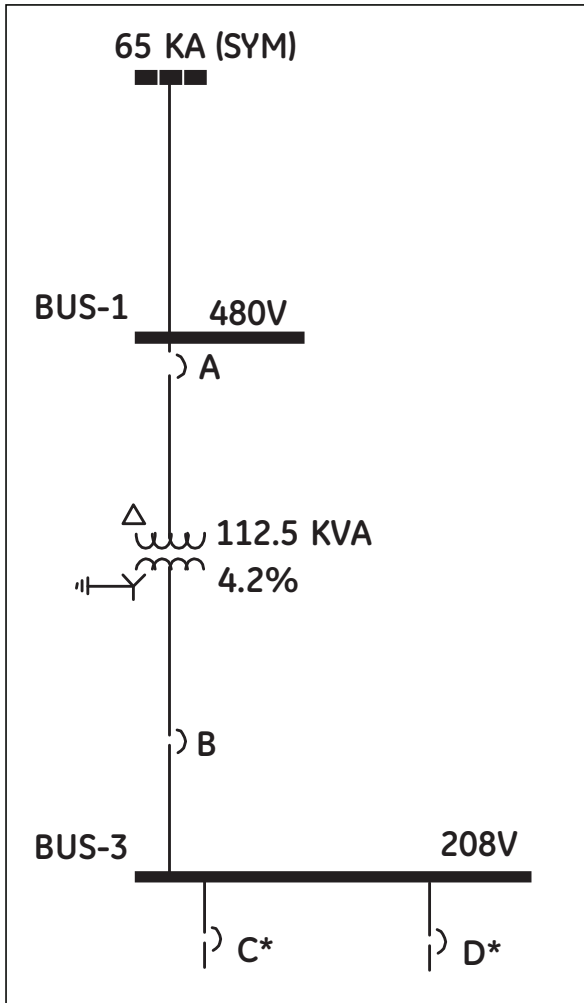 65 KA (SYM)
BUS-1
480V
A
112.5 KVA
4.2%
B
BUS-3
208V
C*
D*